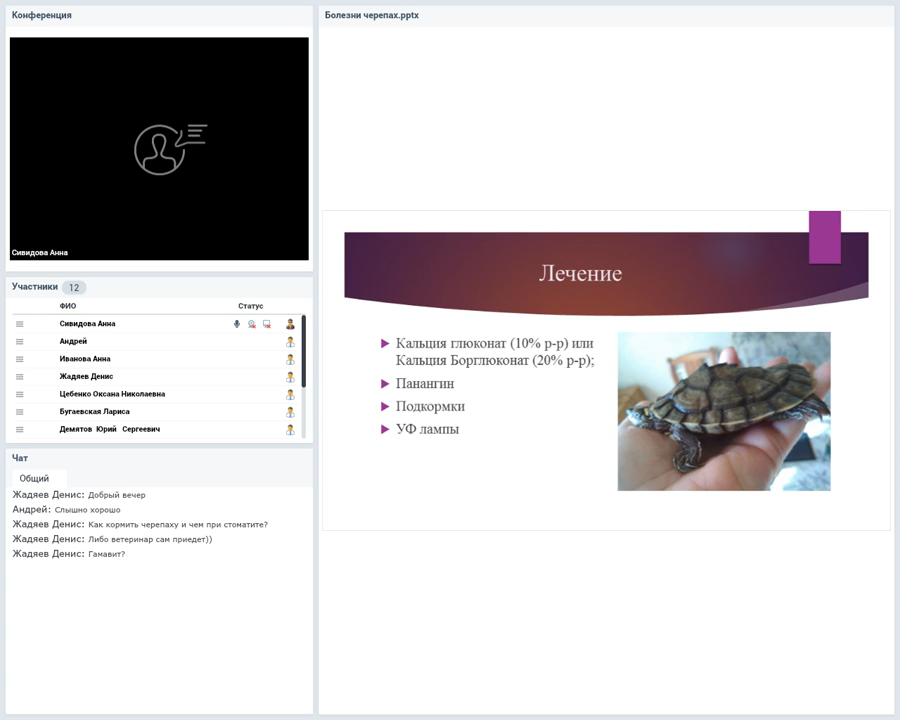 Конференция
Сивидова Анна
Участники 12
ФИО Статус
Сивидова Анна
Андрей
Иванова Анна
Жадяев Денис
Цебенко Оксана Николаевна
Бугаевская Лариса
Демятов Юрий Сергеевич
Чат
Общий
Жадяев Денис: Добрый вечер
Андрей: Слышно хорошо
Жадяев Денис: Как кормить черепаху и чем при стоматите?
Жадяев Денис: Либо ветеринар сам приедет))
Жадяев Денис: Гамавит?
Болезни черепах.pptx
Лечение
Кальция глюконат (10% р-р) или
Кальция Борглюконат (20% р-р);
Панангин
Подкормки
УФ лампы